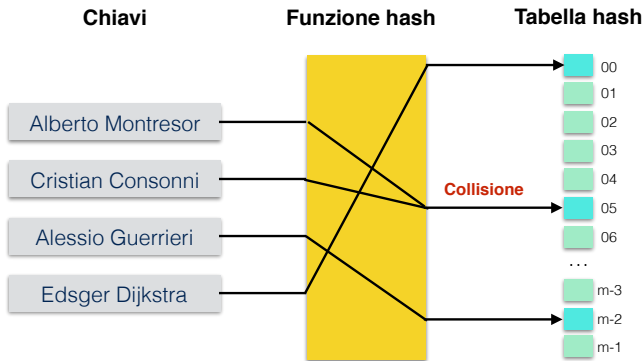 Chiavi
Funzione hash
Tabella hash
Alberto Montresor
Cristian Consonni
Alessio Guerrieri
Edsger Dijkstra
Collisione
00
01
02
03
04
05
06
...
m-3
m-2
m-1